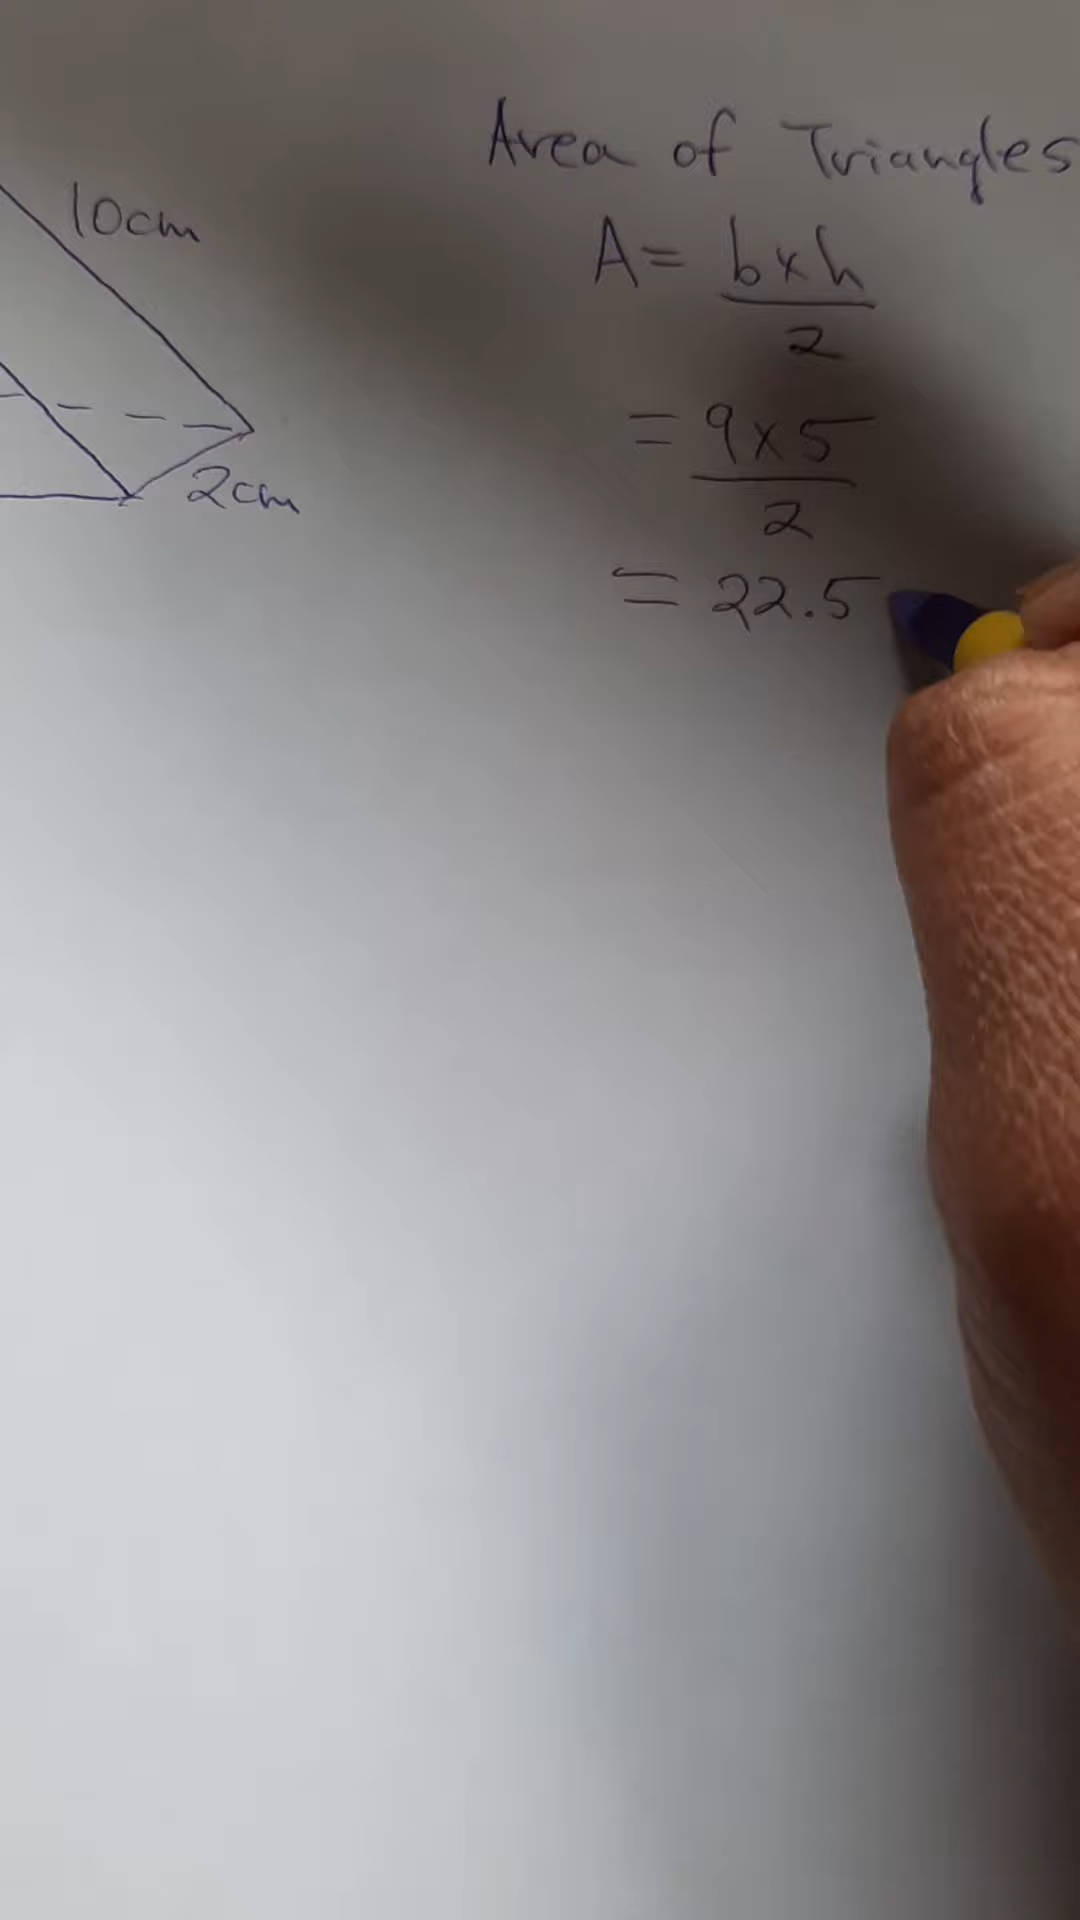 Area of Triangles
10cm
A = b x h
2
= 9 x 5
2
2cm
= 22.5